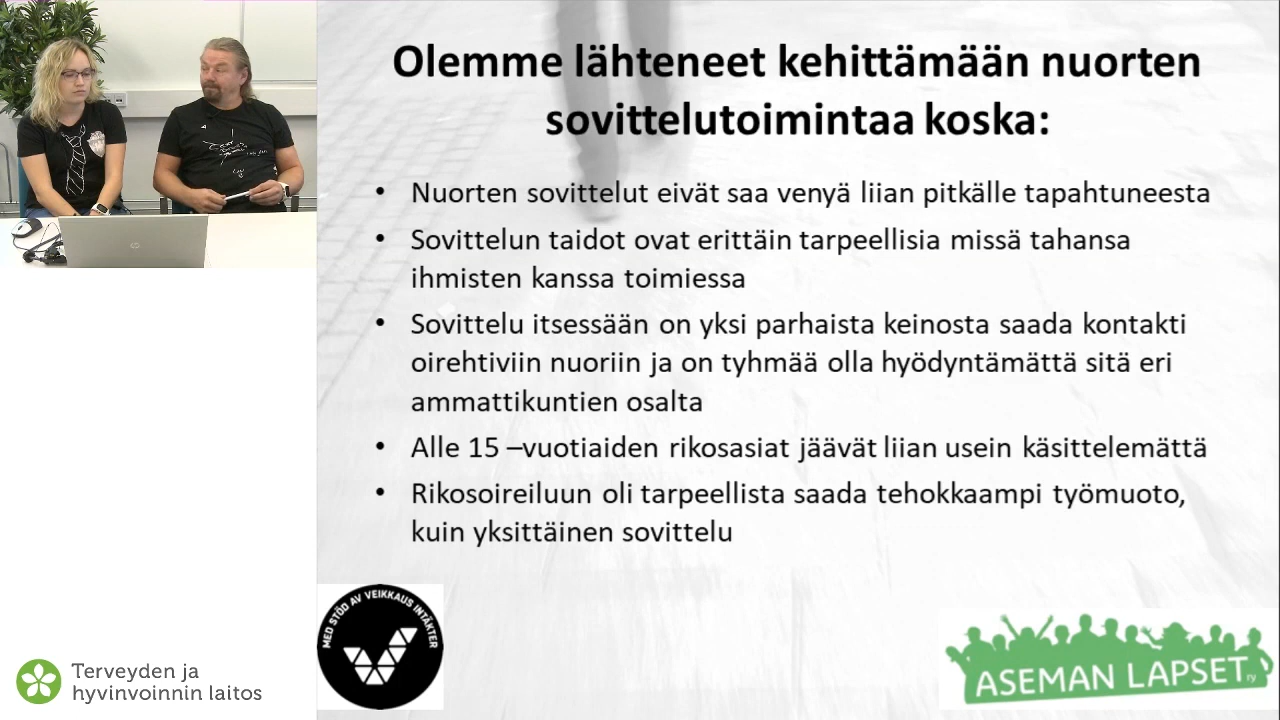 Olemme lähteneet kehittämään nuorten
sovittelutoimintaa koska:
• Nuorten sovittelut eivät saa venyä liian pitkälle tapahtuneesta
• Sovittelun taidot ovat erittäin tarpeellisia missä tahansa
ihmisten kanssa toimiessa
• Sovittelu itsessään on yksi parhaista keinosta saada kontakti
oirehtiviin nuoriin ja on tyhmää olla hyödyntämättä sitä eri
ammattikuntien osalta
• Alle 15 –vuotiaiden rikosasiat jäävät liian usein käsittelemättä
• Rikosoireiluun oli tarpeellista saada tehokkaampi työmuoto,
kuin yksittäinen sovittelu
MED STÖD AV VEIKKAUS INTÄKTER
ASEMAN LAPSET ry
Terveyden ja
hyvinvoinnin laitos